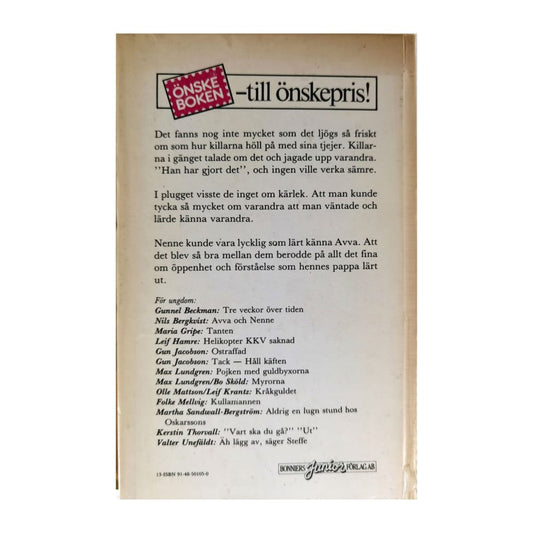 ÖNSKE
BOKEN
–till önskepris!
Det fanns nog inte mycket som det ljögs så friskt
om som hur killarna höll på med sina tjejer. Killar-
na i gänget talade om det och jagade upp varandra.
"Han har gjort det", och ingen ville verka sämre.
I plugget visste de inget om kärlek. Att man kunde
tycka så mycket om varandra att man väntade och
lärde känna varandra.
Nenne kunde vara lycklig som lärt känna Avva. Att
det blev så bra mellan dem berodde på allt det fina
om öppenhet och förståelse som hennes pappa lärt
ut.
För ungdom:
Gunnel Beckman: Tre veckor över tiden
Nils Bergkvist: Avva och Nenne
Maria Gripe: Tanten
Leif Hamre: Helikopter KKV saknad
Gun Jacobson: Ostraffad
Gun Jacobson: Tack — Håll käften
Max Lundgren: Pojken med guldbyxorna
Max Lundgren/Bo Sköld: Myrorna
Olle Mattson/Leif Krantz: Kråkguldet
Folke Mellvig: Kullamannen
Martha Sandwall-Bergström: Aldrig en lugn stund hos
Oskarssons
Kerstin Thorvall: "Vart ska du gå?" "Ut"
Valter Unefäldt: Äh lägg av, säger Steffe
13-ISBN 91-48-50105-0
BONNIERS Junior FÖRLAG AB